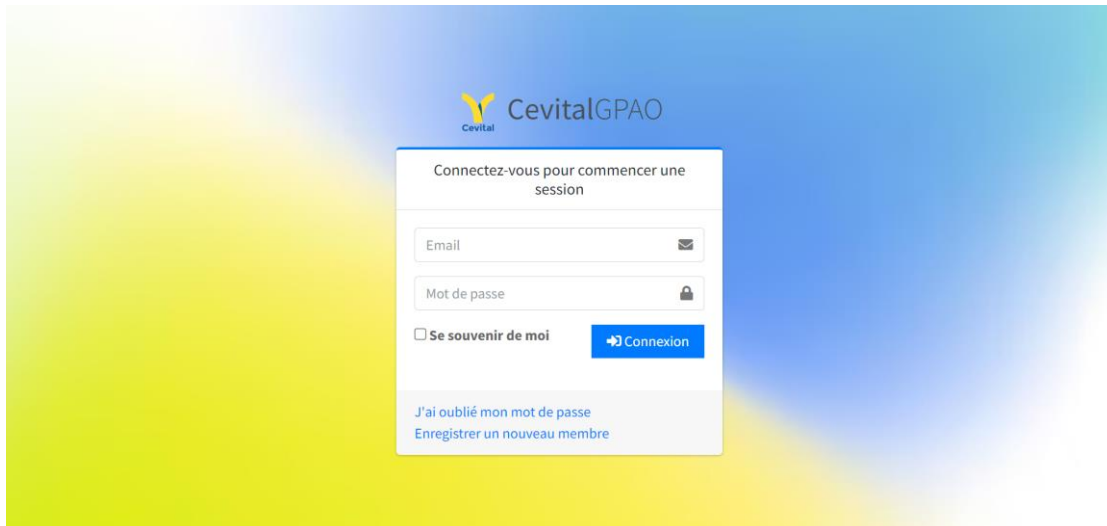 Cevital
CevitalGPAO
Connectez-vous pour commencer une
session
Email
Mot de passe
Se souvenir de moi
Connexion
J'ai oublié mon mot de passe
Enregistrer un nouveau membre